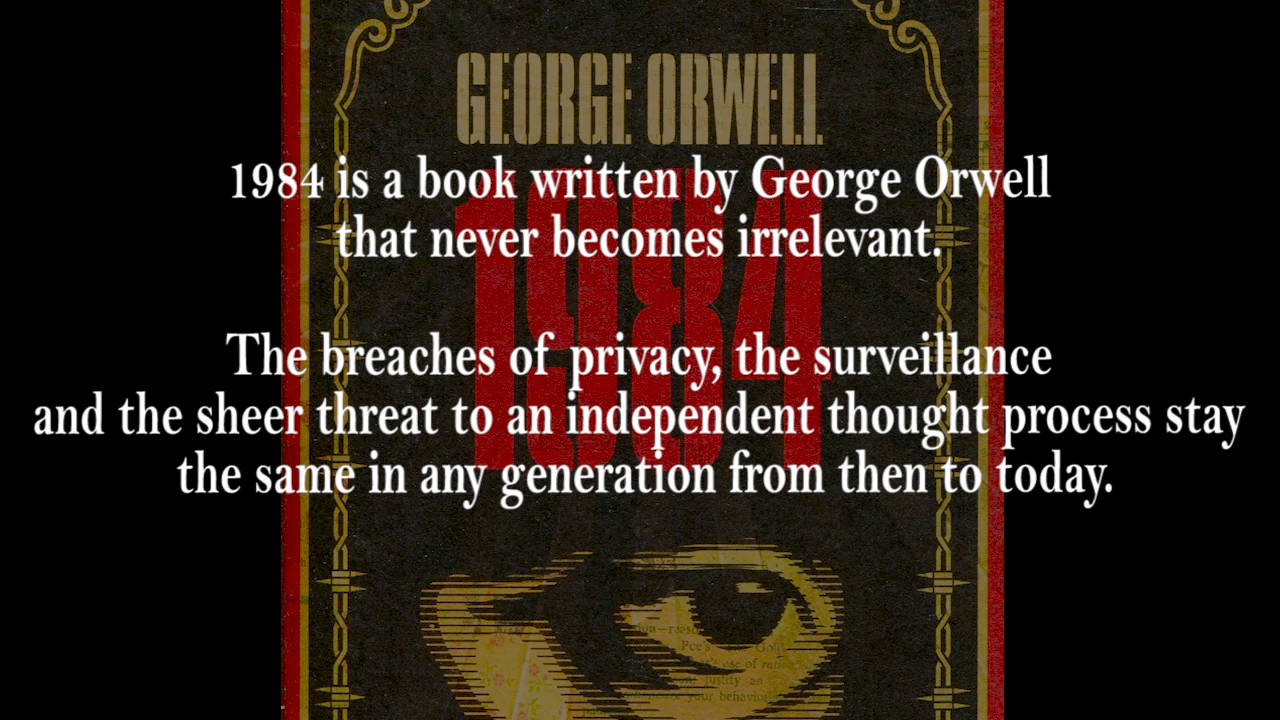 GEORGE ORWELL
1984
1984 is a book written by George Orwell
that never becomes irrelevant.
The breaches of privacy, the surveillance
and the sheer threat to an independent thought process stay
the same in any generation from then to today.